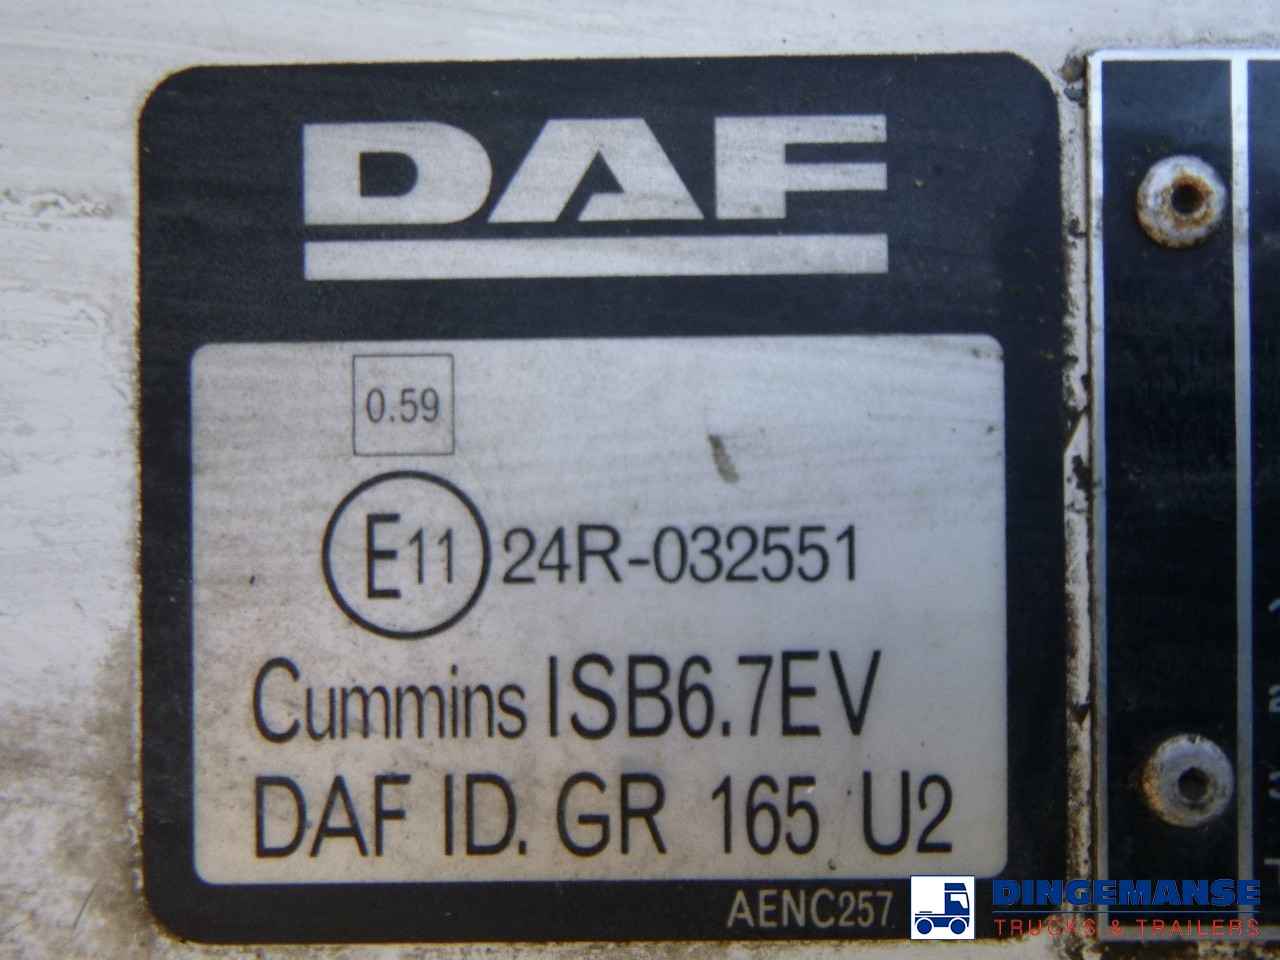 DAF
0.59
E11 24R-032551
Cummins ISB6.7EV
DAF ID. GR 165 U2
AENC257
DINGEMANSE
TRUCKS & TRAILERS